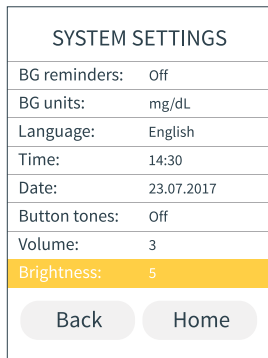 SYSTEM SETTINGS
BG reminders: Off
BG units: mg/dL
Language: English
Time: 14:30
Date: 23.07.2017
Button tones: Off
Volume: 3
Brightness: 5
Back Home